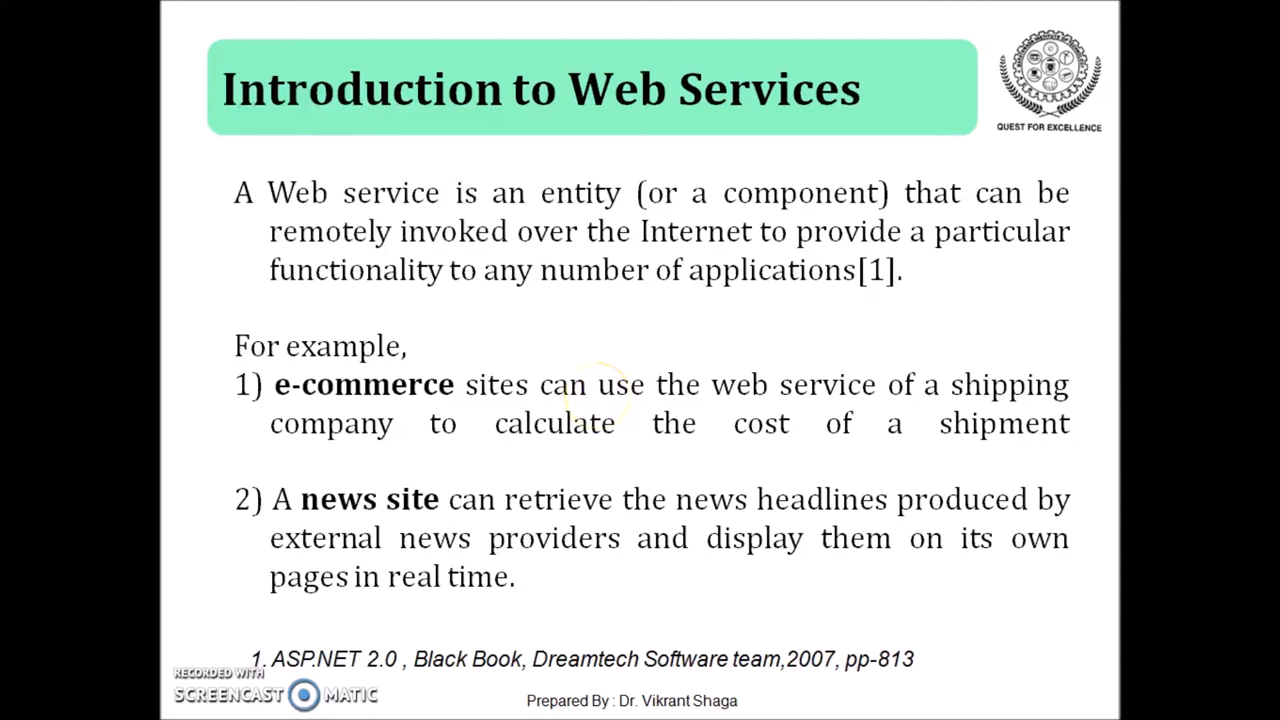 Introduction to Web Services
QUEST FOR EXCELLENCE
A Web service is an entity (or a component) that can be
remotely invoked over the Internet to provide a particular
functionality to any number of applications[1].
For example,
1) e-commerce sites can use the web service of a shipping
company to calculate the cost of a shipment
2) A news site can retrieve the news headlines produced by
external news providers and display them on its own
pages in real time.
1. ASP.NET 2.0 , Black Book, Dreamtech Software team,2007, pp-813
RECORDED WITH
SCREENCAST MATIC
Prepared By : Dr. Vikrant Shaga